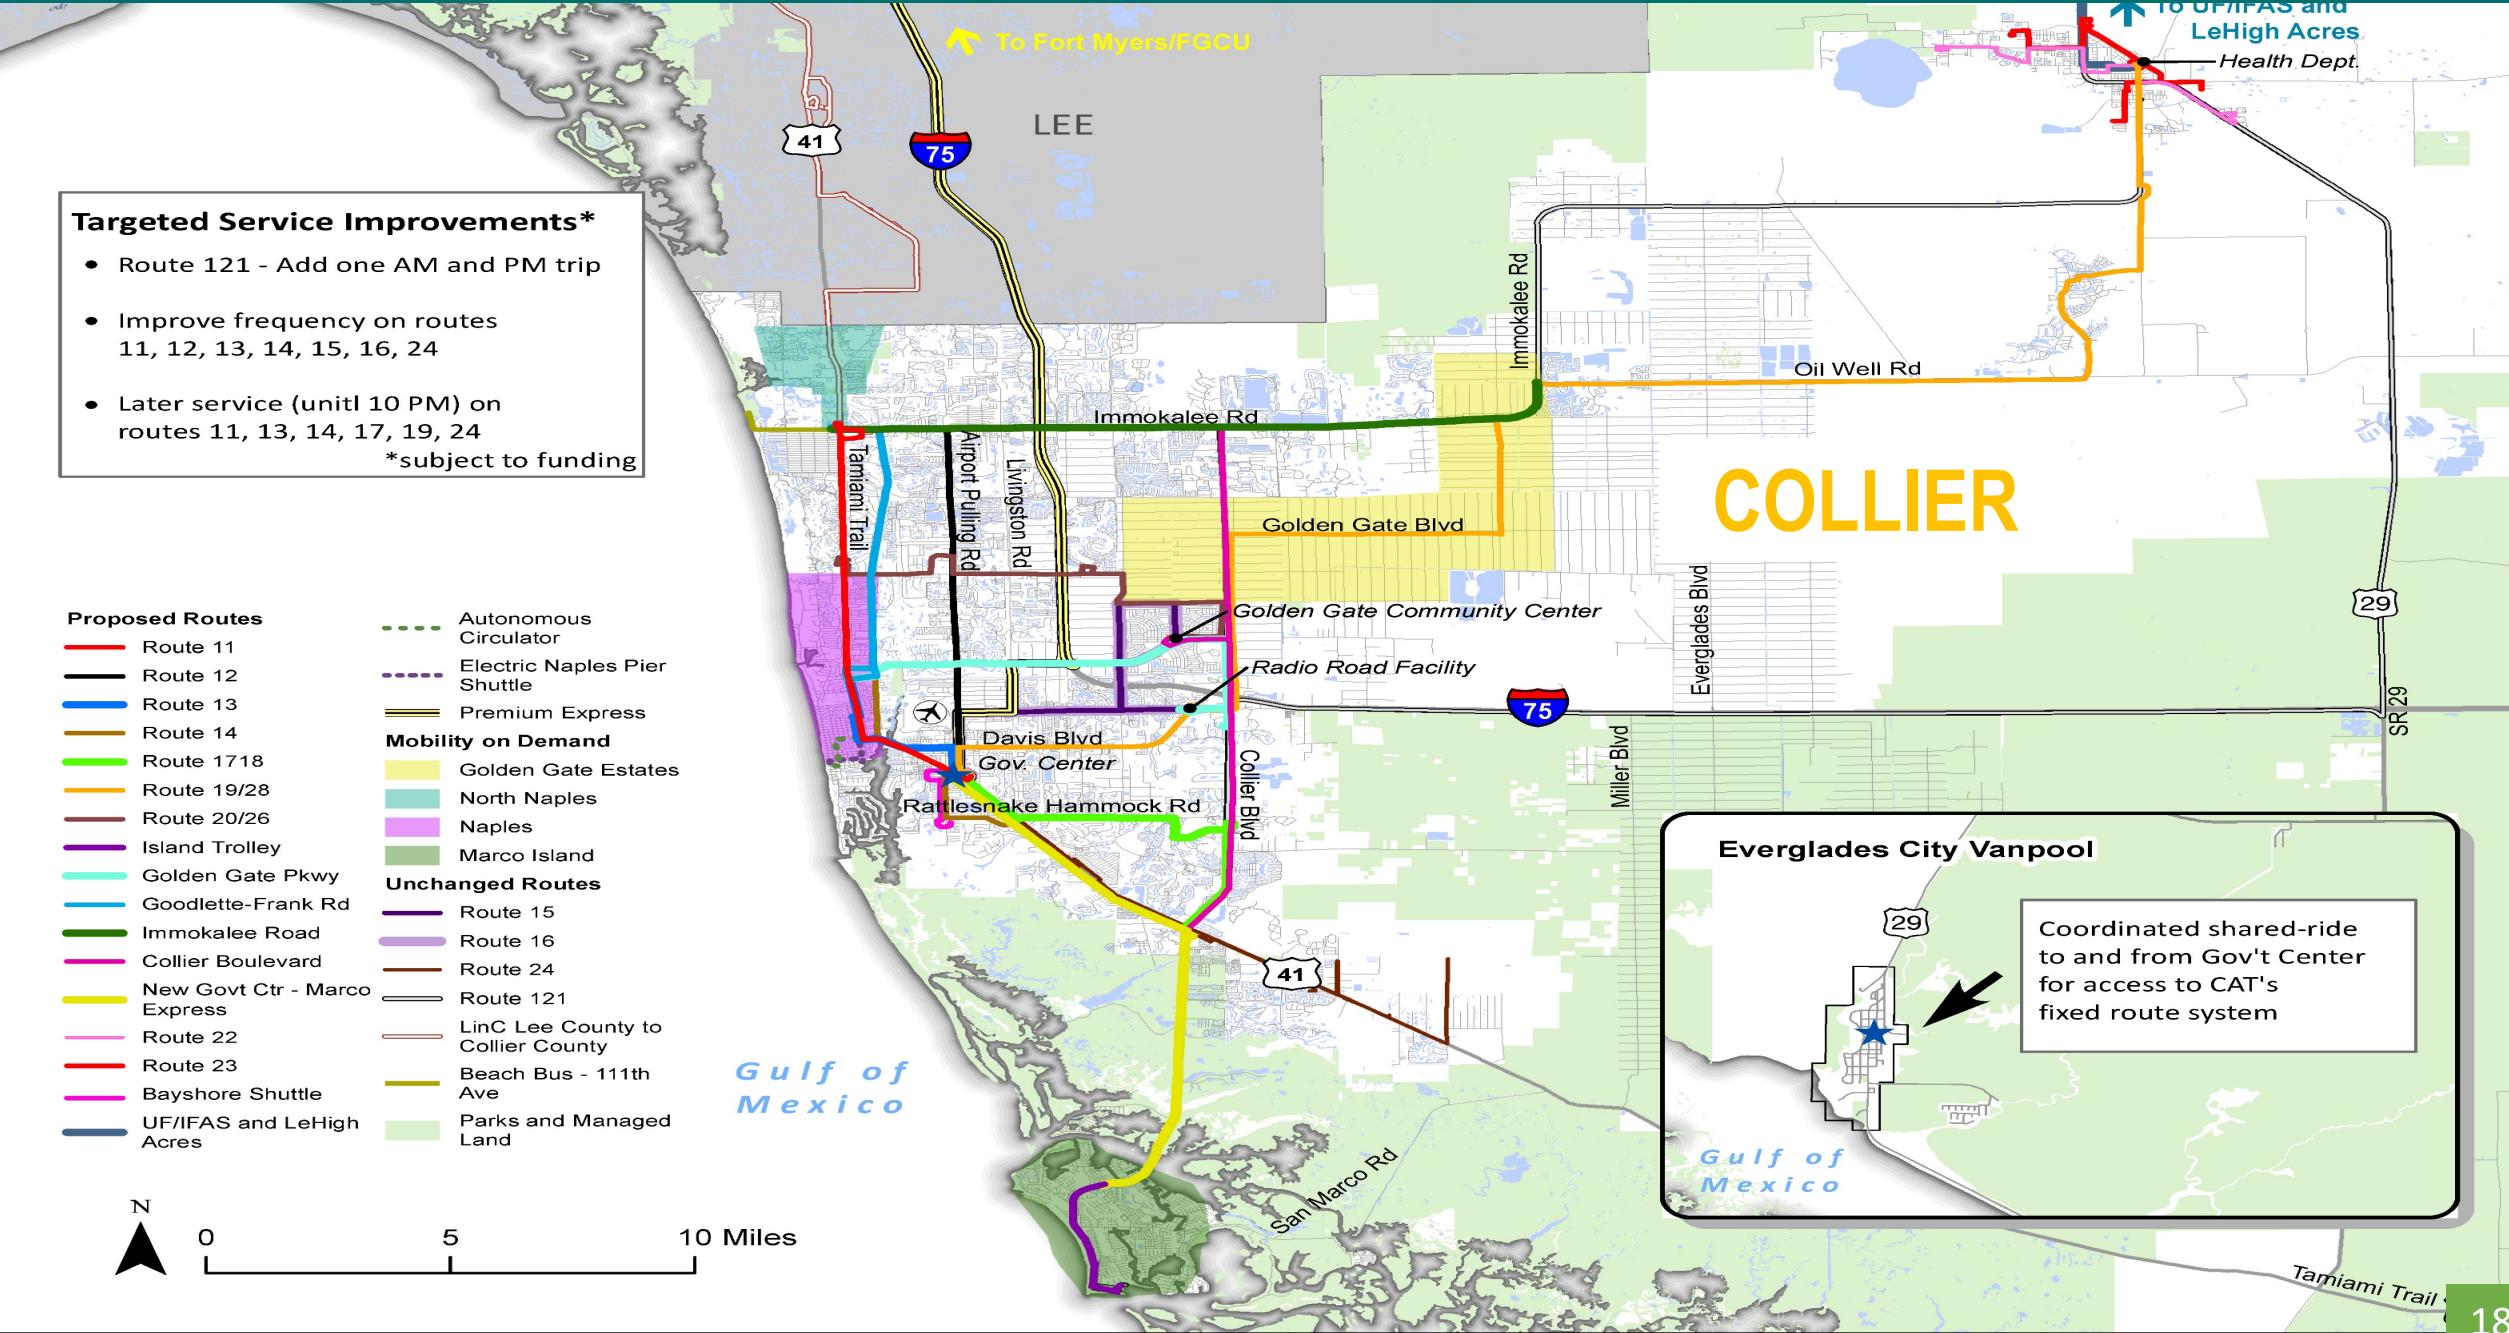 To UF/IFAS and
LeHigh Acres
Health Dept.
To Fort Myers/FGCU
LEE
41
75
Targeted Service Improvements*
• Route 121 - Add one AM and PM trip
• Improve frequency on routes
11, 12, 13, 14, 15, 16, 24
• Later service (unitl 10 PM) on
routes 11, 13, 14, 17, 19, 24
*subject to funding
Immokalee Rd
Oil Well Rd
Immokalee Rd
Tamiami Trail
Airport Pulling Rd
Livingston Rd
COLLIER
Golden Gate Blvd
Everglades Blvd
29
Golden Gate Community Center
Radio Road Facility
75
SR 29
Davis Blvd
Gov. Center
Collier Blvd
Miller Blvd
Rattlesnake Hammock Rd
41
Proposed Routes
Route 11
Route 12
Route 13
Route 14
Route 1718
Route 19/28
Route 20/26
Island Trolley
Golden Gate Pkwy
Goodlette-Frank Rd
Immokalee Road
Collier Boulevard
New Govt Ctr - Marco
Express
Route 22
Route 23
Bayshore Shuttle
UF/IFAS and LeHigh
Acres
Autonomous
Circulator
Electric Naples Pier
Shuttle
Premium Express
Mobility on Demand
Golden Gate Estates
North Naples
Naples
Marco Island
Unchanged Routes
Route 15
Route 16
Route 24
Route 121
LinC Lee County to
Collier County
Beach Bus - 111th
Ave
Parks and Managed
Land
Gulf of
Mexico
San Marco Rd
Everglades City Vanpool
29
Coordinated shared-ride
to and from Gov't Center
for access to CAT's
fixed route system
Gulf of
Mexico
N
0 5 10 Miles
Tamiami Trail
18